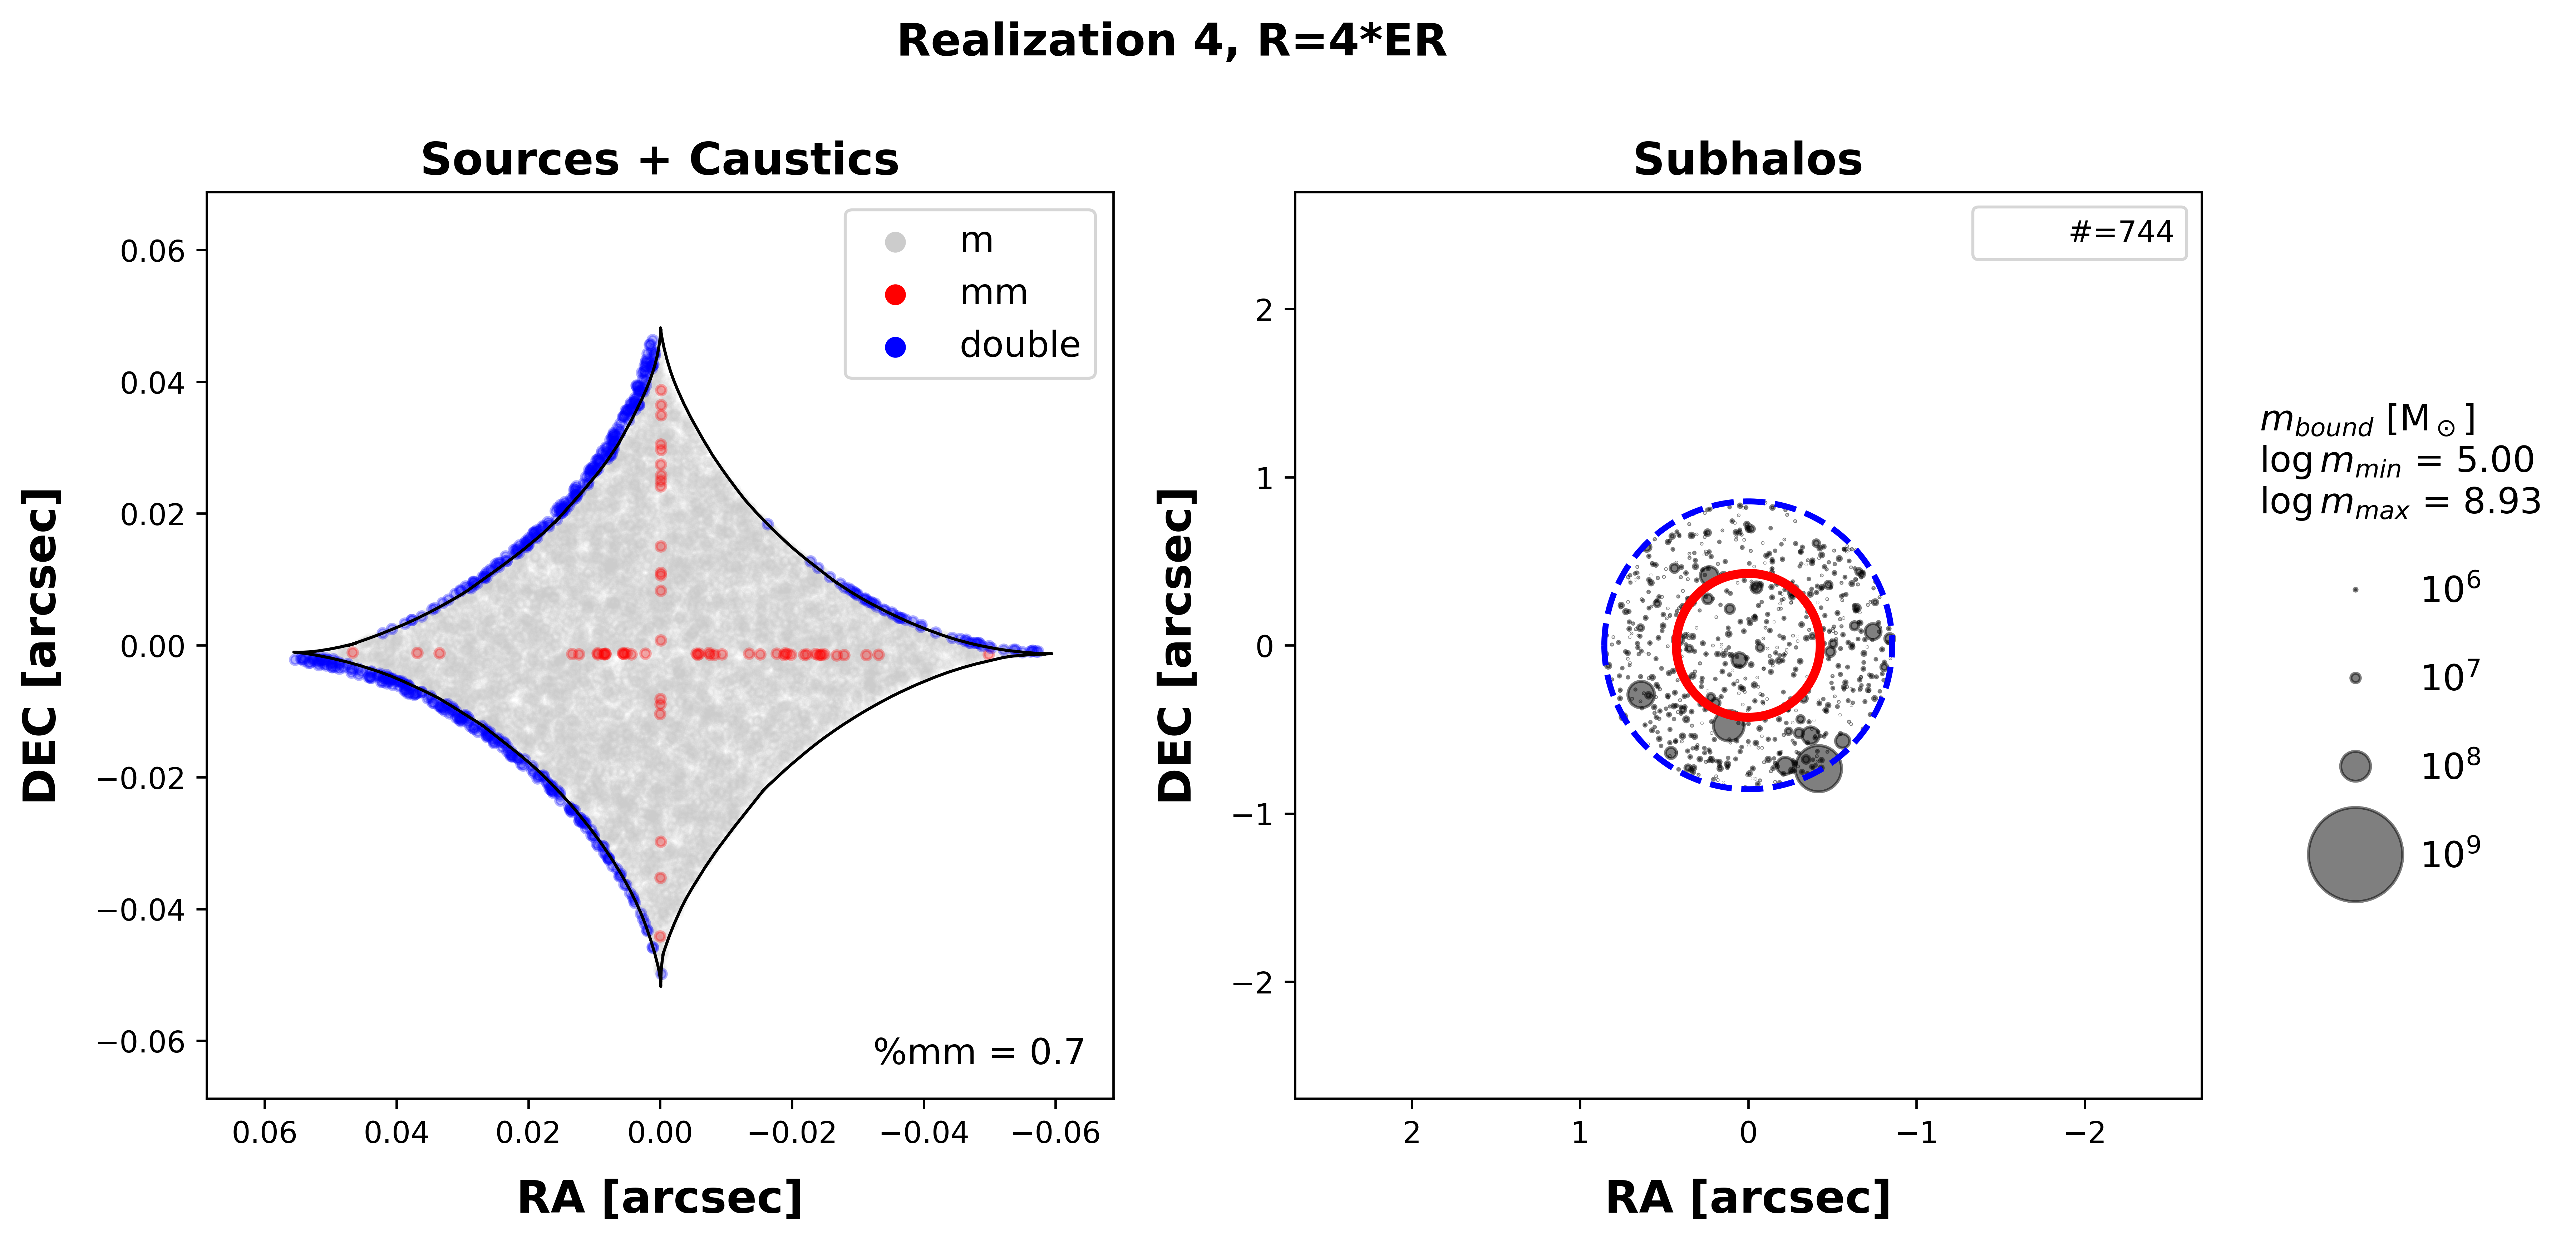 Realization 4, R=4*ER
Sources + Caustics
m
mm
double
0.06
0.04
0.02
0.00
−0.02
−0.04
−0.06
DEC [arcsec]
%mm = 0.7
0.06
0.04
0.02
0.00
−0.02
−0.04
−0.06
RA [arcsec]
Subhalos
#=744
2
1
0
−1
−2
DEC [arcsec]
2
1
0
−1
−2
RA [arcsec]
m_bound [M_⊙]
log m_min = 5.00
log m_max = 8.93
10^6
10^7
10^8
10^9